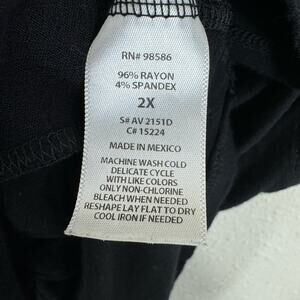 RN# 98586
96% RAYON
4% SPANDEX
2X
S# AV 2151D
C# 15224
MADE IN MEXICO
MACHINE WASH COLD
DELICATE CYCLE
WITH LIKE COLORS
ONLY NON-CHLORINE
BLEACH WHEN NEEDED
RESHAPE LAY FLAT TO DRY
COOL IRON IF NEEDED